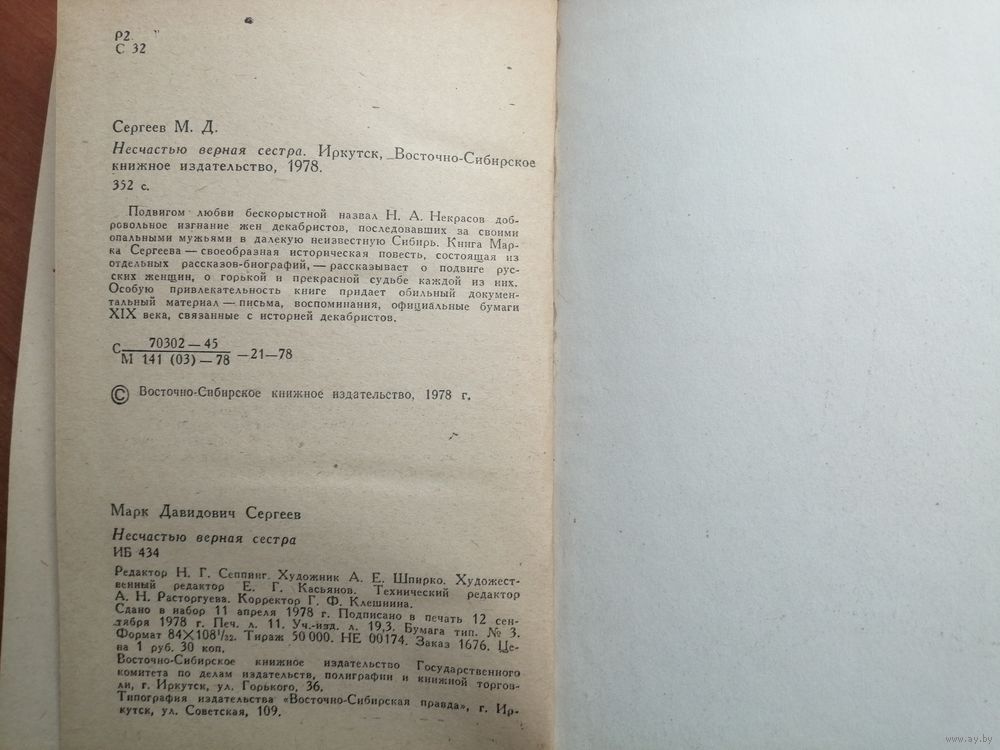 Р2
С 32
Сергеев М. Д.
Несчастью верная сестра. Иркутск, Восточно-Сибирское
книжное издательство, 1978.
352 с.
Подвигом любви бескорыстной назвал Н. А. Некрасов доб-
ровольное изгнание жен декабристов, последовавших за своими
опальными мужьями в далекую неизвестную Сибирь. Книга Мар-
ка Сергеева — своеобразная историческая повесть, состоящая из
отдельных рассказов-биографий, — рассказывает о подвиге рус-
ских женщин, о горькой и прекрасной судьбе каждой из них.
Особую привлекательность книге придает обильный докумен-
тальный материал — письма, воспоминания, официальные бумаги
XIX века, связанные с историей декабристов.
С 70302—45
М 141 (03)—78 —21—78
© Восточно-Сибирское книжное издательство, 1978 г.
Марк Давидович Сергеев
Несчастью верная сестра
ИБ 434
Редактор Н. Г. Сеппинг. Художник А. Е. Шпирко. Художест-
венный редактор Е. Г. Касьянов. Технический редактор
А. Н. Расторгуева. Корректор Г. Ф. Клешнина.
Сдано в набор 11 апреля 1978 г. Подписано в печать 12 сен-
тября 1978 г. Печ. л. 11. Уч.-изд. л. 19,3. Бумага тип. № 3.
Формат 84×108 1/32. Тираж 50 000. НЕ 00174. Заказ 1676. Це-
на 1 руб. 30 коп.
Восточно-Сибирское книжное издательство Государственного
комитета по делам издательств, полиграфии и книжной торгов-
ли, г. Иркутск, ул. Горького, 36.
Типография издательства «Восточно-Сибирская правда», г. Ир-
кутск, ул. Советская, 109.
www.ay.by